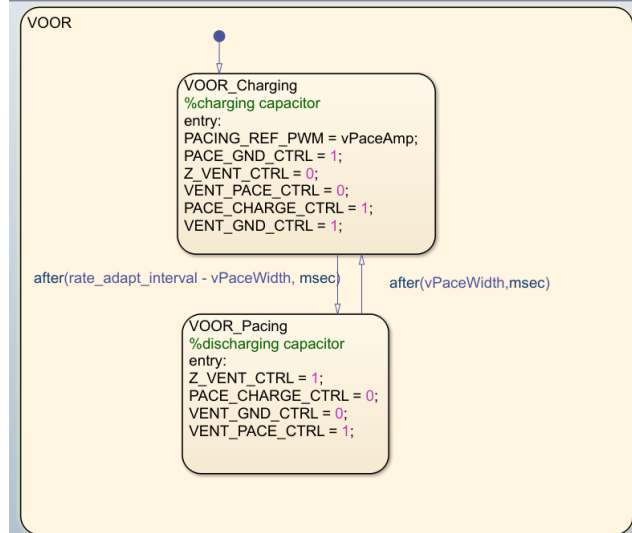 VOOR
VOOR_Charging
%charging capacitor
entry:
PACING_REF_PWM = vPaceAmp;
PACE_GND_CTRL = 1;
Z_VENT_CTRL = 0;
VENT_PACE_CTRL = 0;
PACE_CHARGE_CTRL = 1;
VENT_GND_CTRL = 1;
after(rate_adapt_interval - vPaceWidth, msec)
after(vPaceWidth,msec)
VOOR_Pacing
%discharging capacitor
entry:
Z_VENT_CTRL = 1;
PACE_CHARGE_CTRL = 0;
VENT_GND_CTRL = 0;
VENT_PACE_CTRL = 1;